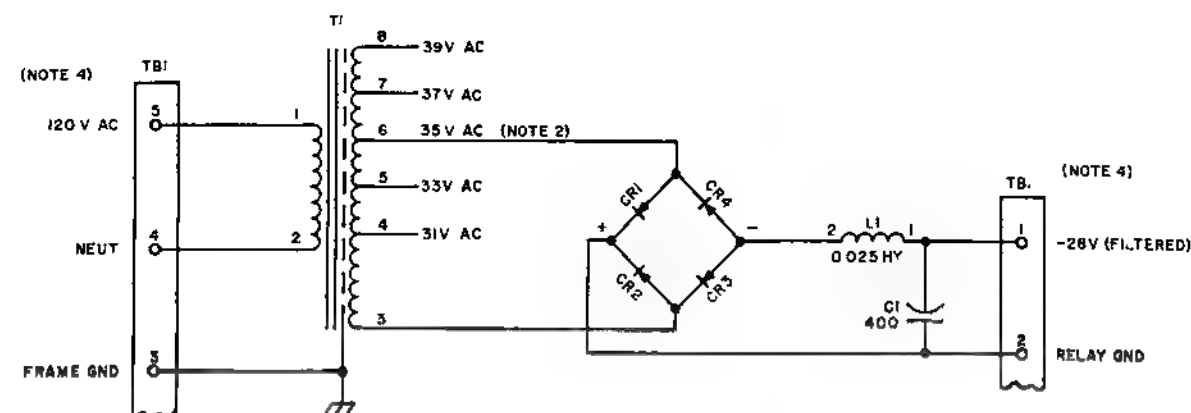 T1
8
39V AC
(NOTE 4)
TB1
7
37V AC
5
120 V AC
1
6
35V AC (NOTE 2)
(NOTE 4)
TB1
5
33V AC
CR1
CR4
4
31V AC
+
-
2
L1
1
1
-28V (FILTERED)
4
NEUT
2
0.025 HY
CR2
CR3
C1
400
3
3
FRAME GND
2
RELAY GND